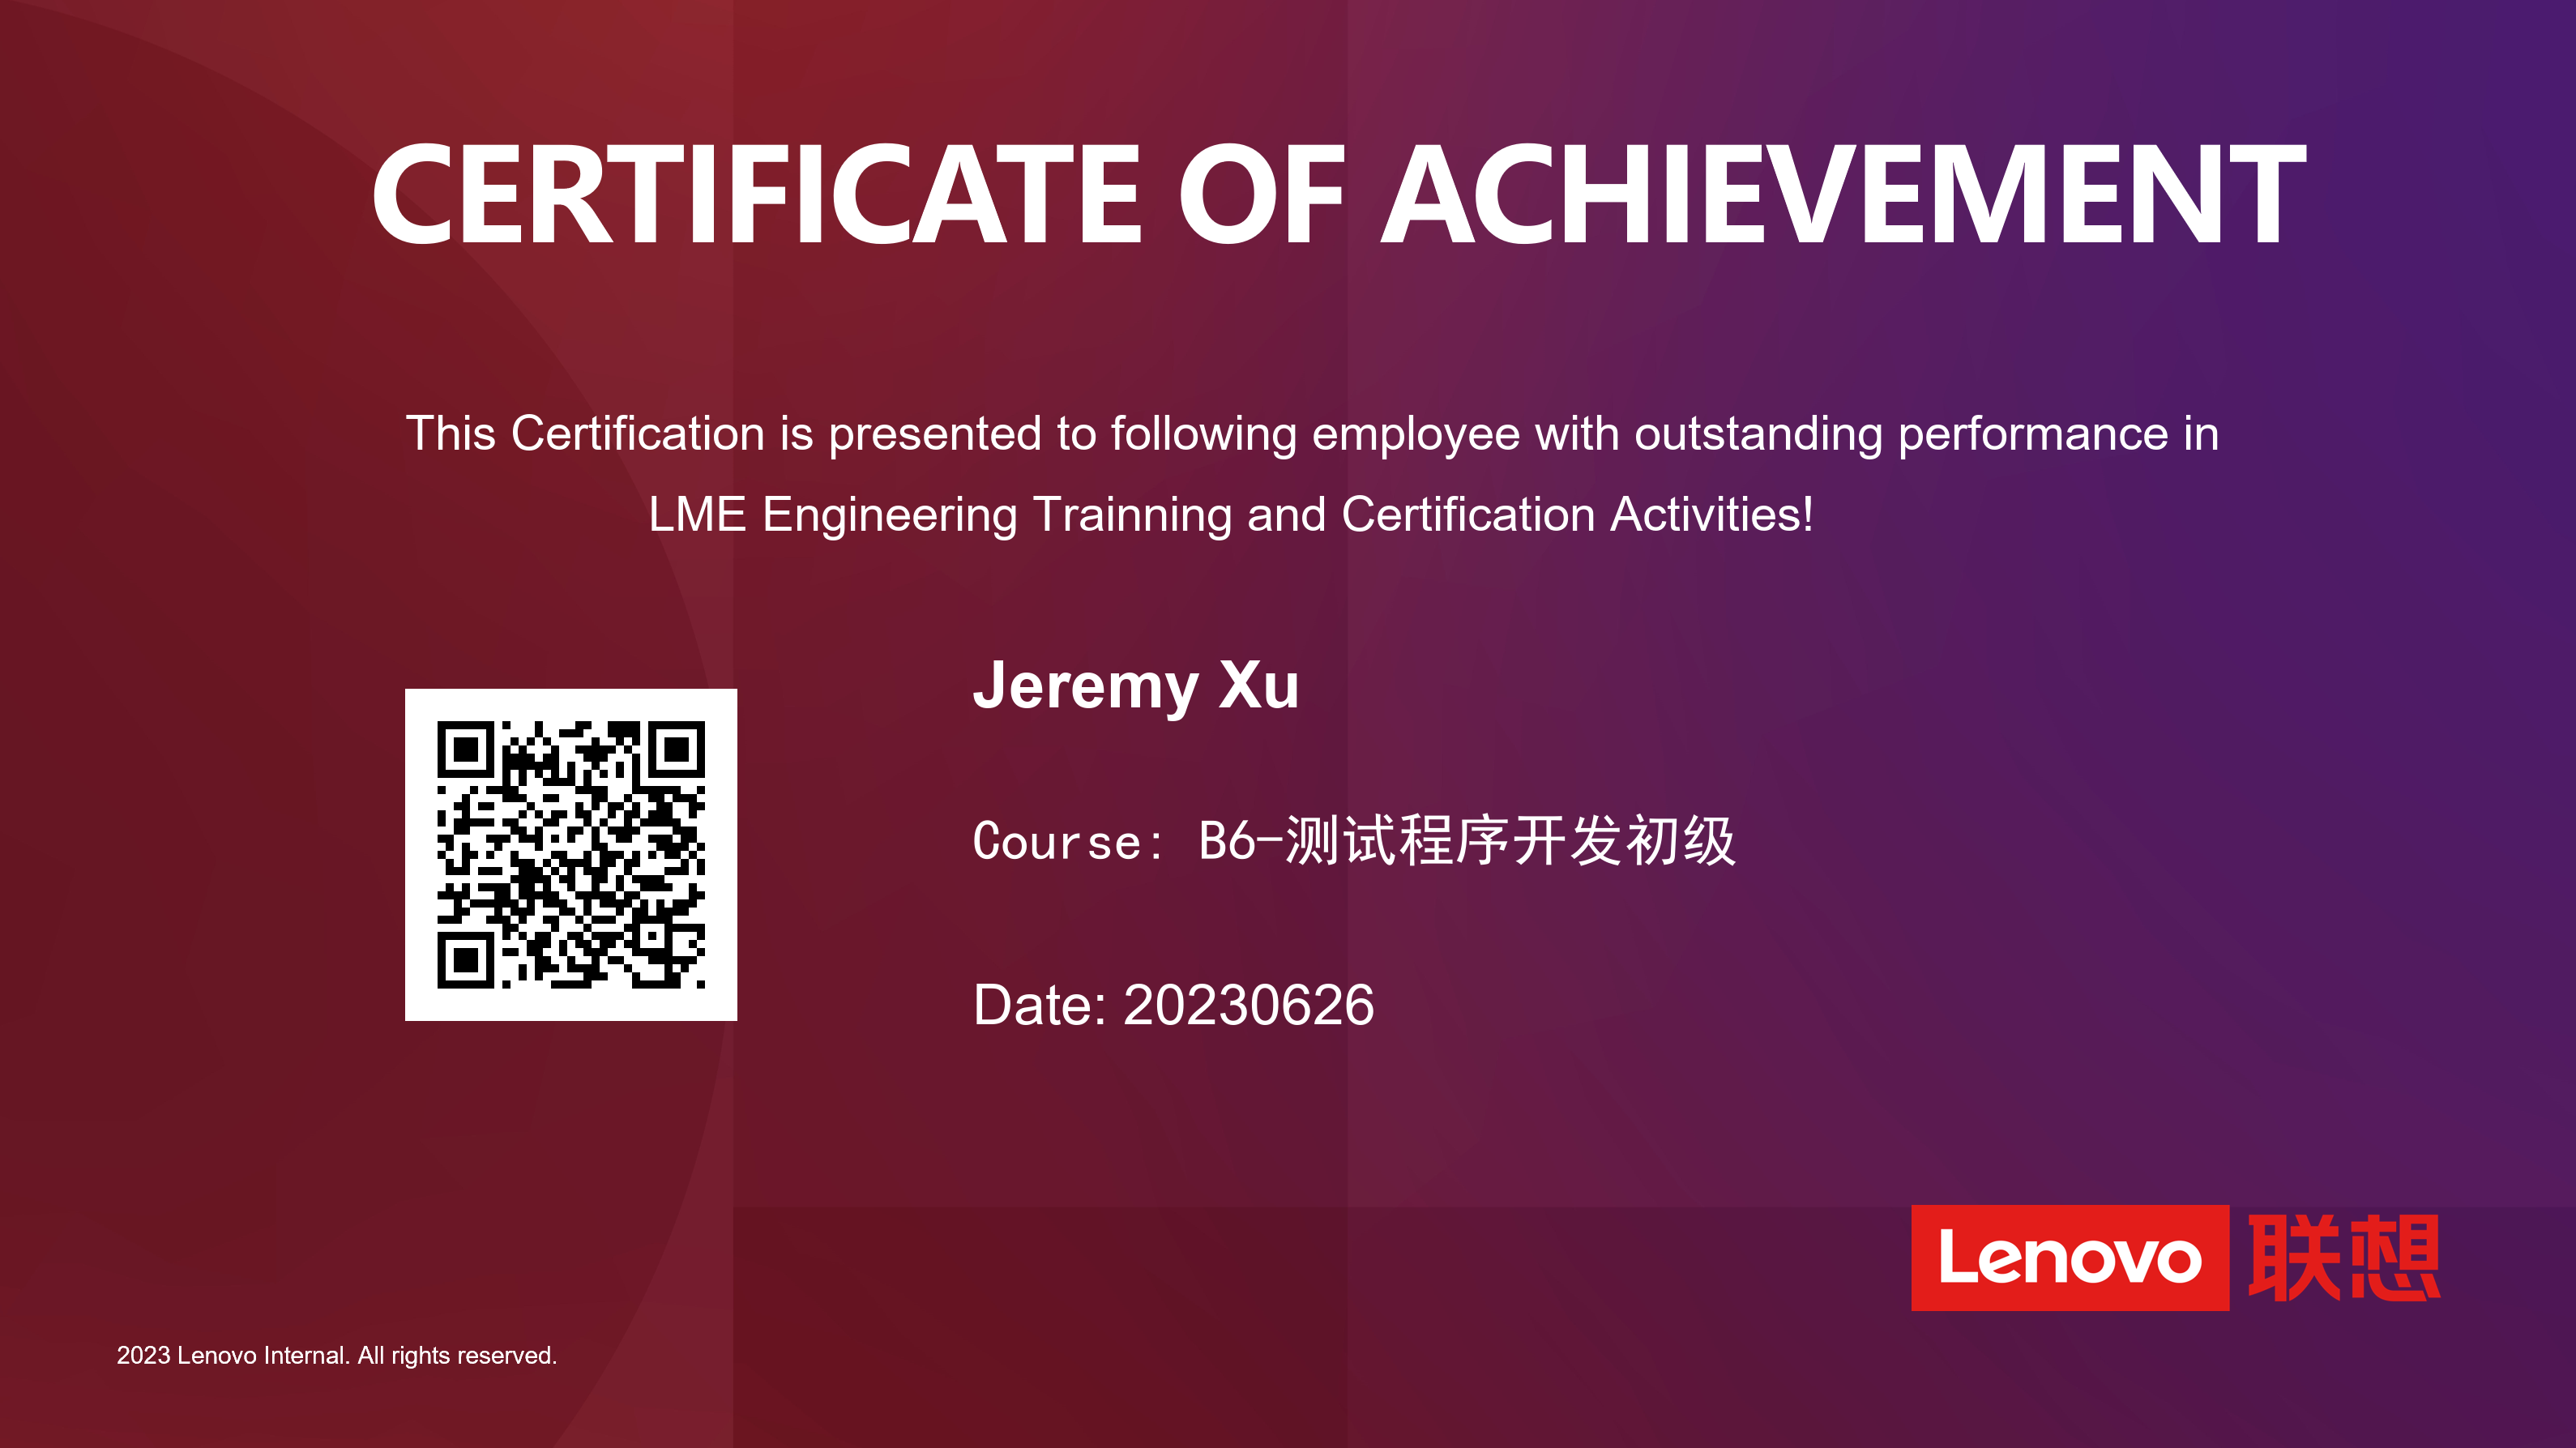 CERTIFICATE OF ACHIEVEMENT
This Certification is presented to following employee with outstanding performance in
LME Engineering Trainning and Certification Activities!
Jeremy Xu
Course: B6-测试程序开发初级
Date: 20230626
Lenovo 联想
2023 Lenovo Internal. All rights reserved.